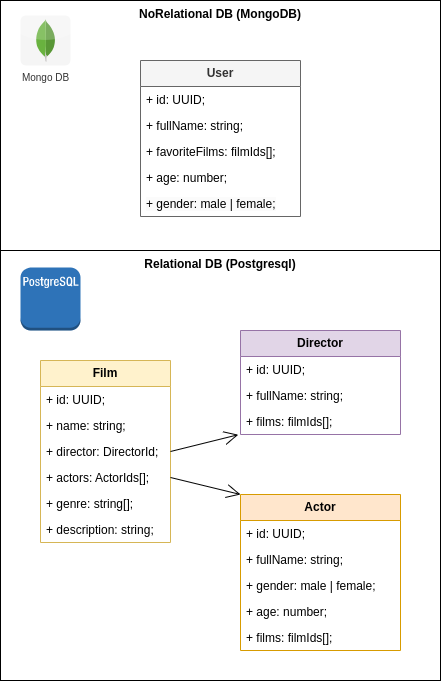 NoRelational DB (MongoDB)
Mongo DB
User
+ id: UUID;
+ fullName: string;
+ favoriteFilms: filmIds[];
+ age: number;
+ gender: male | female;
Relational DB (Postgresql)
PostgreSQL
Film
+ id: UUID;
+ name: string;
+ director: DirectorId;
+ actors: ActorIds[];
+ genre: string[];
+ description: string;
Director
+ id: UUID;
+ fullName: string;
+ films: filmIds[];
Actor
+ id: UUID;
+ fullName: string;
+ gender: male | female;
+ age: number;
+ films: filmIds[];